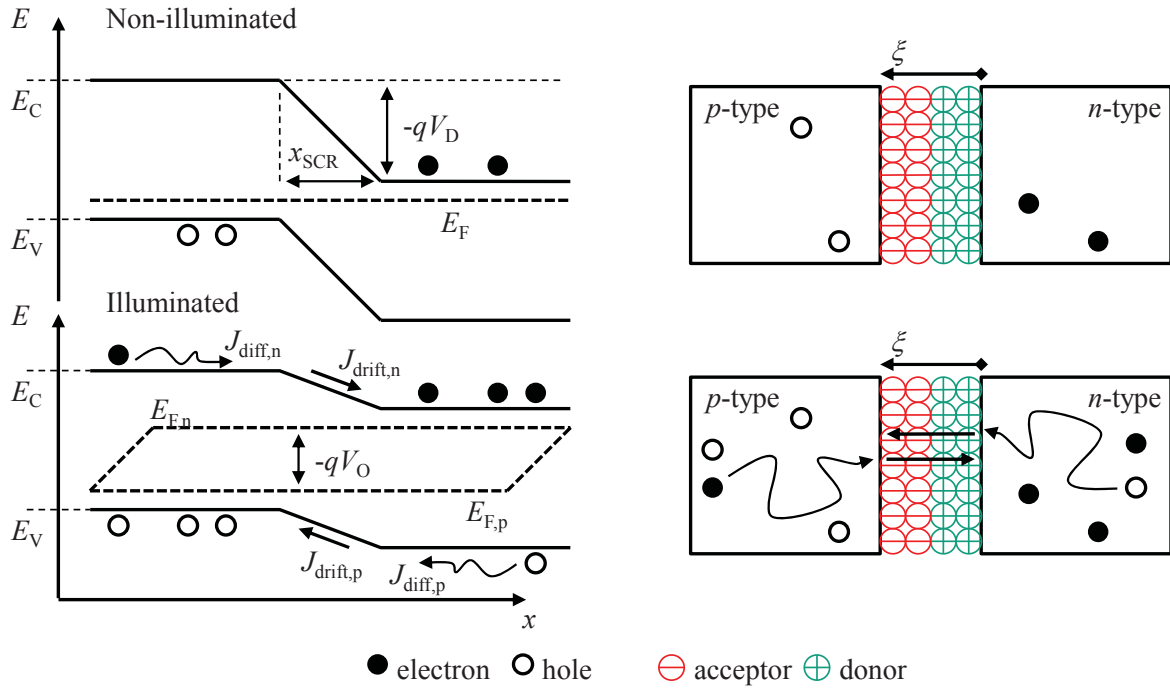 E
Non-illuminated
E_C
-qV_D
x_SCR
E_F
E_V
ξ
p-type
n-type
E
Illuminated
J_diff,n
J_drift,n
E_C
E_F,n
-qV_O
E_F,p
E_V
J_drift,p
J_diff,p
x
ξ
p-type
n-type
electron
hole
acceptor
donor